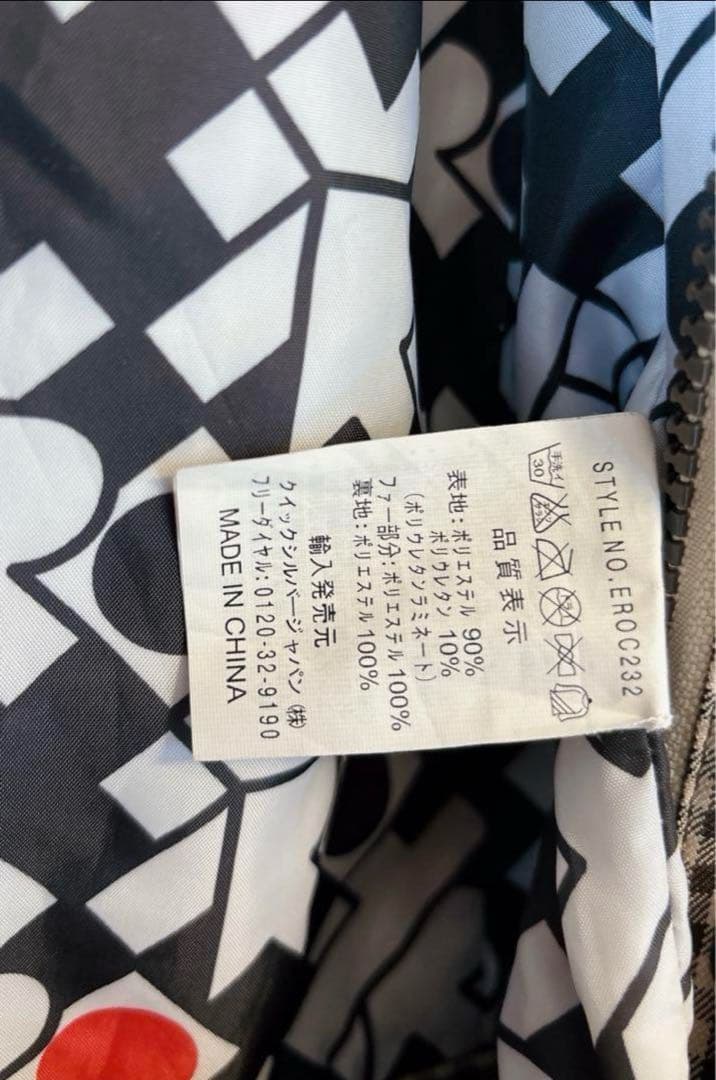 STYLE NO. EROC232
手洗イ
30
品質表示
表地:ポリエステル 90%
ポリウレタン 10%
(ポリウレタンラミネート)
ファー部分:ポリエステル 100%
裏地:ポリエステル 100%
輸入発売元
クイックシルバージャパン (株)
フリーダイヤル:0120-32-9190
MADE IN CHINA